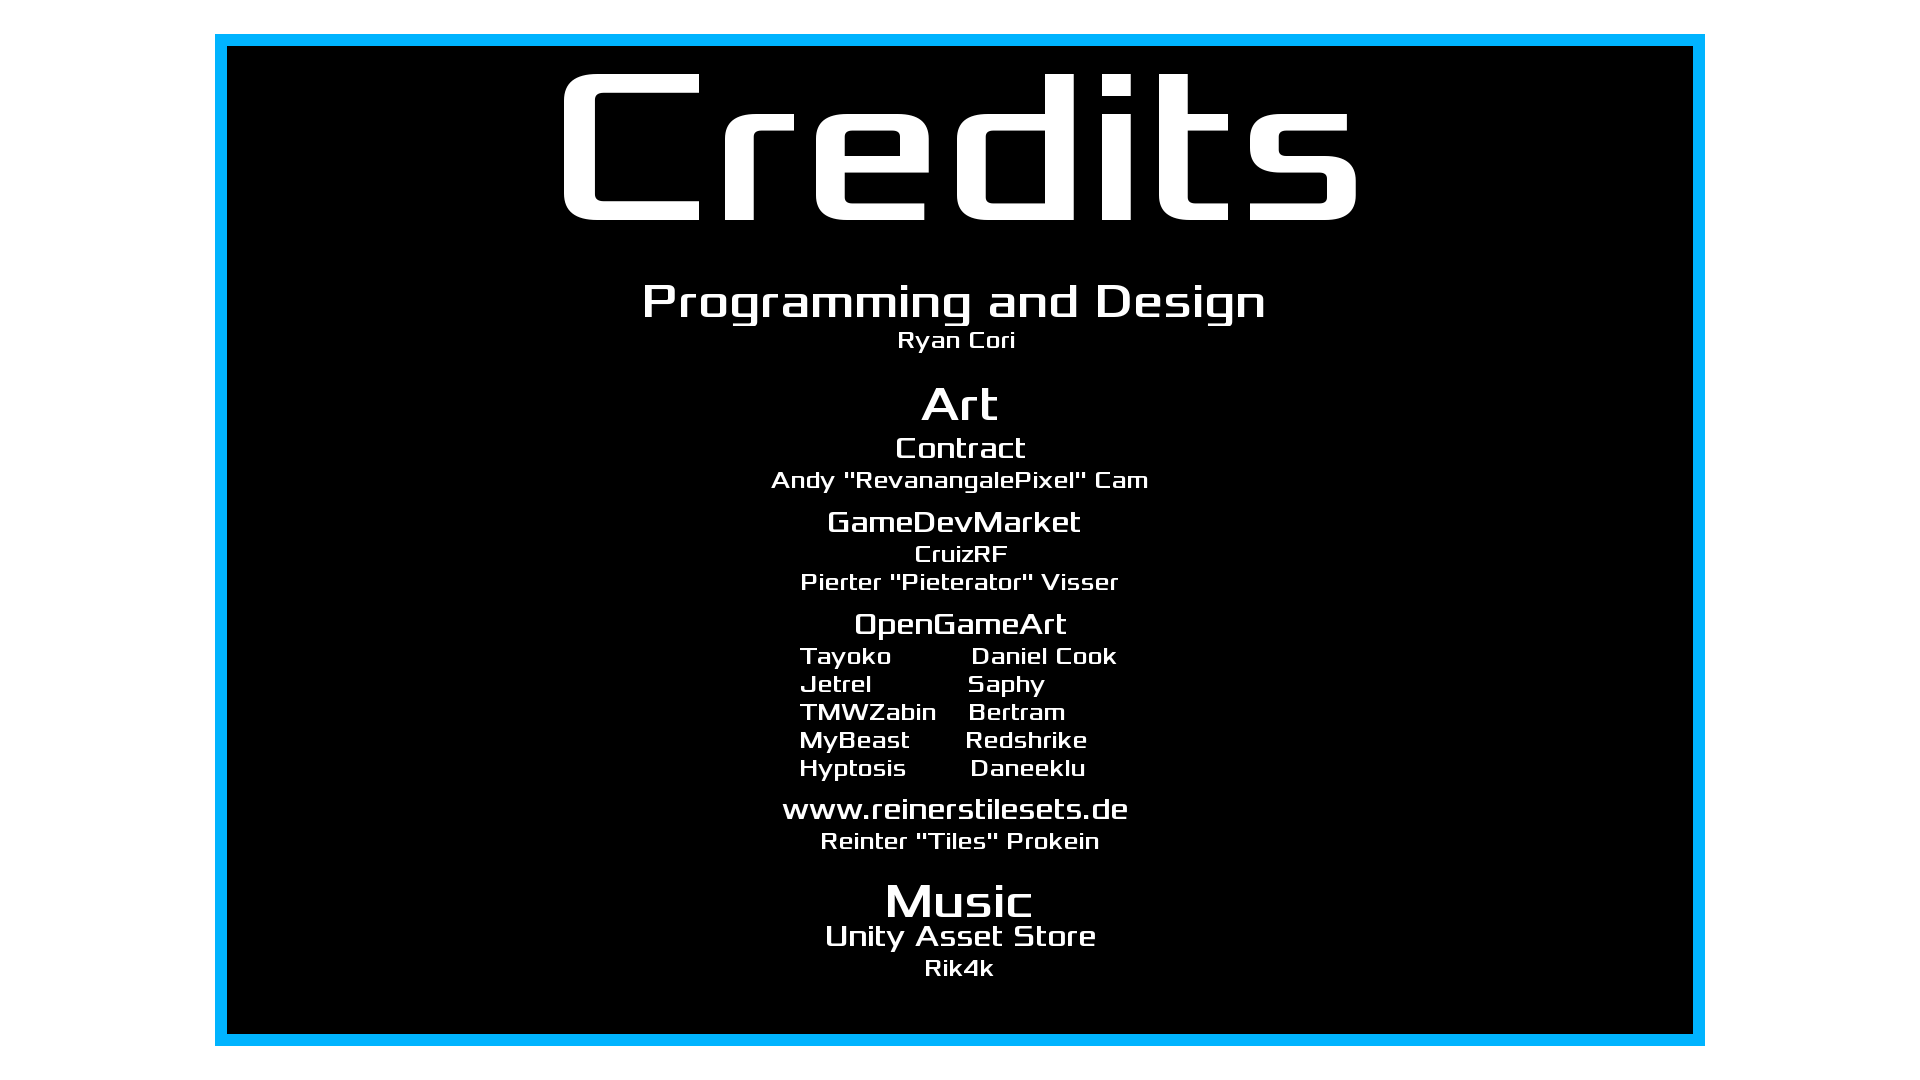 Credits
Programming and Design
Ryan Cori
Art
Contract
Andy "RevanangalePixel" Cam
GameDevMarket
CruizRF
Pierter "Pieterator" Visser
OpenGameArt
Tayoko Daniel Cook
Jetrel Saphy
TMWZabin Bertram
MyBeast Redshrike
Hyptosis Daneeklu
www.reinerstilesets.de
Reinter "Tiles" Prokein
Music
Unity Asset Store
Rik4k